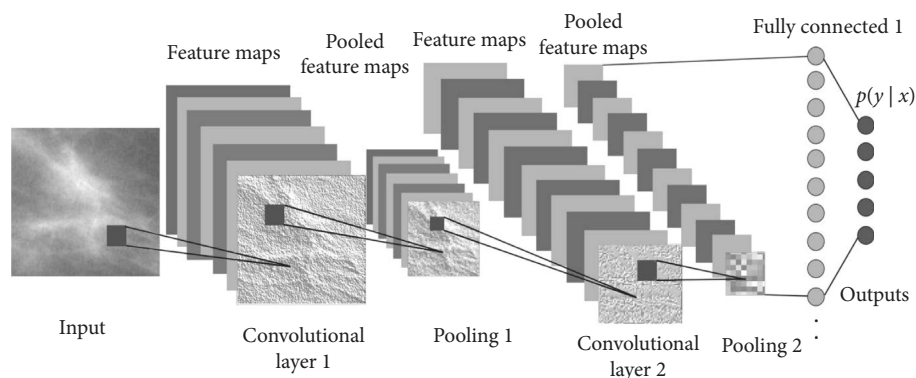 Feature maps
Pooled
feature maps
Feature maps
Pooled
feature maps
Fully connected 1
p(y | x)
Input
Convolutional
layer 1
Pooling 1
Convolutional
layer 2
Pooling 2
Outputs